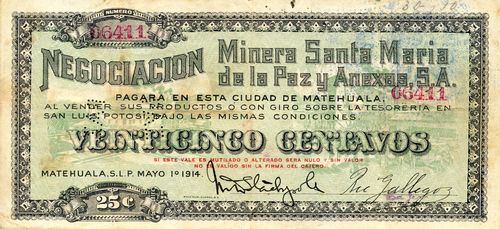 NUMERO
06411
NEGOCIACION Minera Santa Maria
de la Paz y Anexas, S.A.
06411
PAGARA EN ESTA CIUDAD DE MATEHUALA,
AL VENDER SUS PRODUCTOS O CON GIRO SOBRE LA TESORERIA EN
SAN LUIS POTOSI BAJO LAS MISMAS CONDICIONES
VEINTICINCO CENTAVOS
SI ESTE VALE ES MUTILADO O ALTERADO SERA NULO Y SIN VALOR
NO ES VALIDO SIN LA FIRMA DEL CAJERO
MATEHUALA, S.L.P. MAYO 1º 1914.
25¢